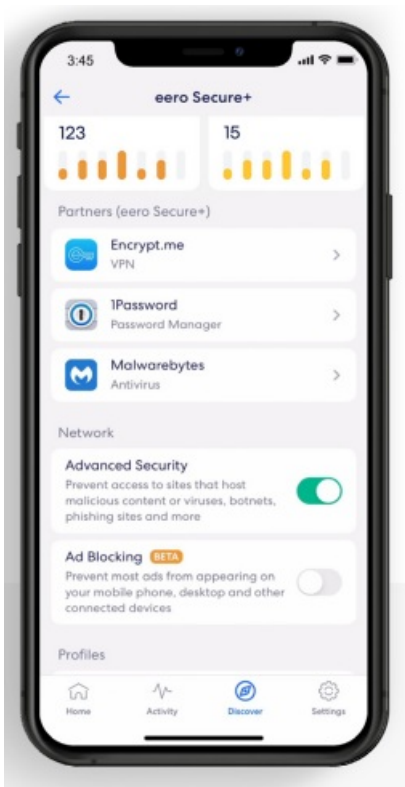 3:45
eero Secure+
123
15
Partners (eero Secure+)
Encrypt.me
VPN
1Password
Password Manager
Malwarebytes
Antivirus
Network
Advanced Security
Prevent access to sites that host
malicious content or viruses, botnets,
phishing sites and more
Ad Blocking BETA
Prevent most ads from appearing on
your mobile phone, desktop and other
connected devices
Profiles
Home
Activity
Discover
Settings